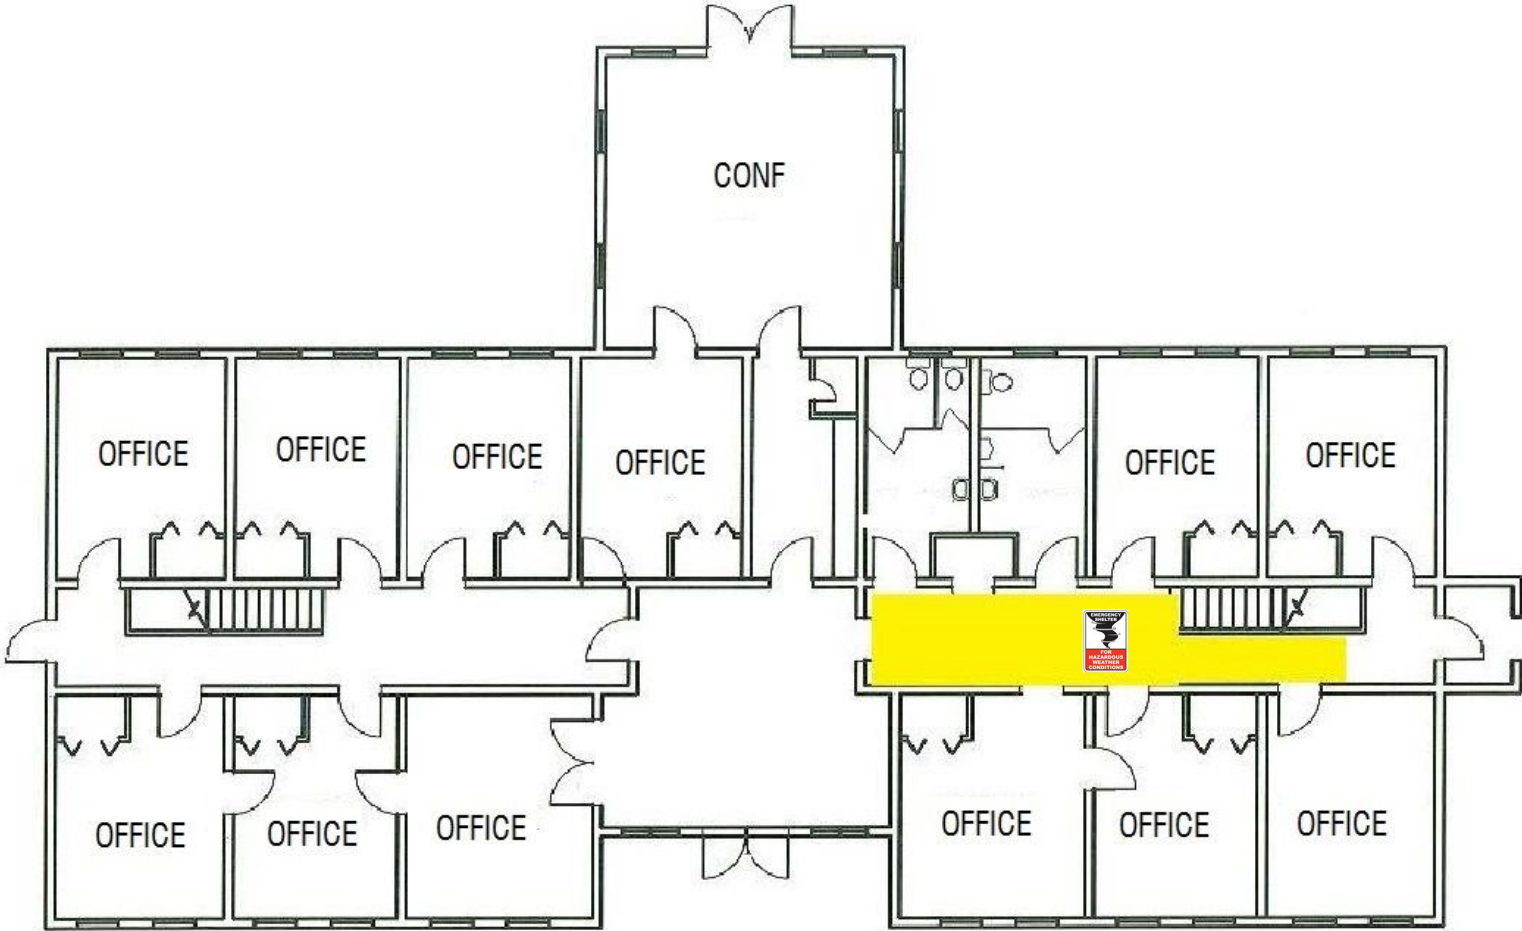 CONF
OFFICE
OFFICE
OFFICE
OFFICE
OFFICE
OFFICE
EMERGENCY
SHELTER
FOR
HAZARDOUS
WEATHER
CONDITIONS
OFFICE
OFFICE
OFFICE
OFFICE
OFFICE
OFFICE